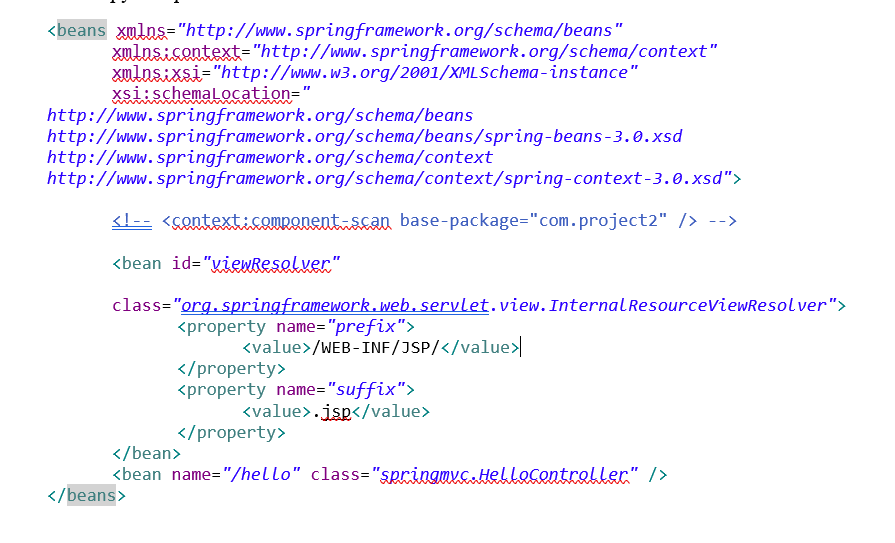 <beans xmlns="http://www.springframework.org/schema/beans"
xmlns:context="http://www.springframework.org/schema/context"
xmlns:xsi="http://www.w3.org/2001/XMLSchema-instance"
xsi:schemaLocation="
http://www.springframework.org/schema/beans
http://www.springframework.org/schema/beans/spring-beans-3.0.xsd
http://www.springframework.org/schema/context
http://www.springframework.org/schema/context/spring-context-3.0.xsd">
<!-- <context:component-scan base-package="com.project2" /> -->
<bean id="viewResolver"
class="org.springframework.web.servlet.view.InternalResourceViewResolver">
<property name="prefix">
<value>/WEB-INF/JSP/</value>
</property>
<property name="suffix">
<value>.jsp</value>
</property>
</bean>
<bean name="/hello" class="springmvc.HelloController" />
</beans>